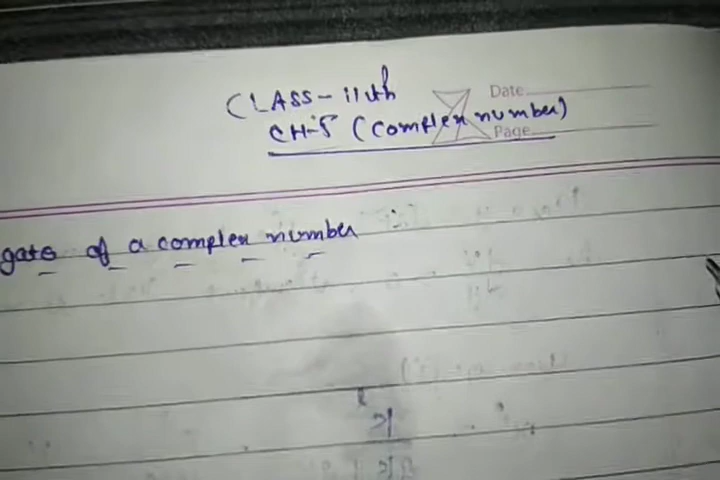 CLASS-11th
Date
CH-5 (Complex number)
Page
gate of a complex number :